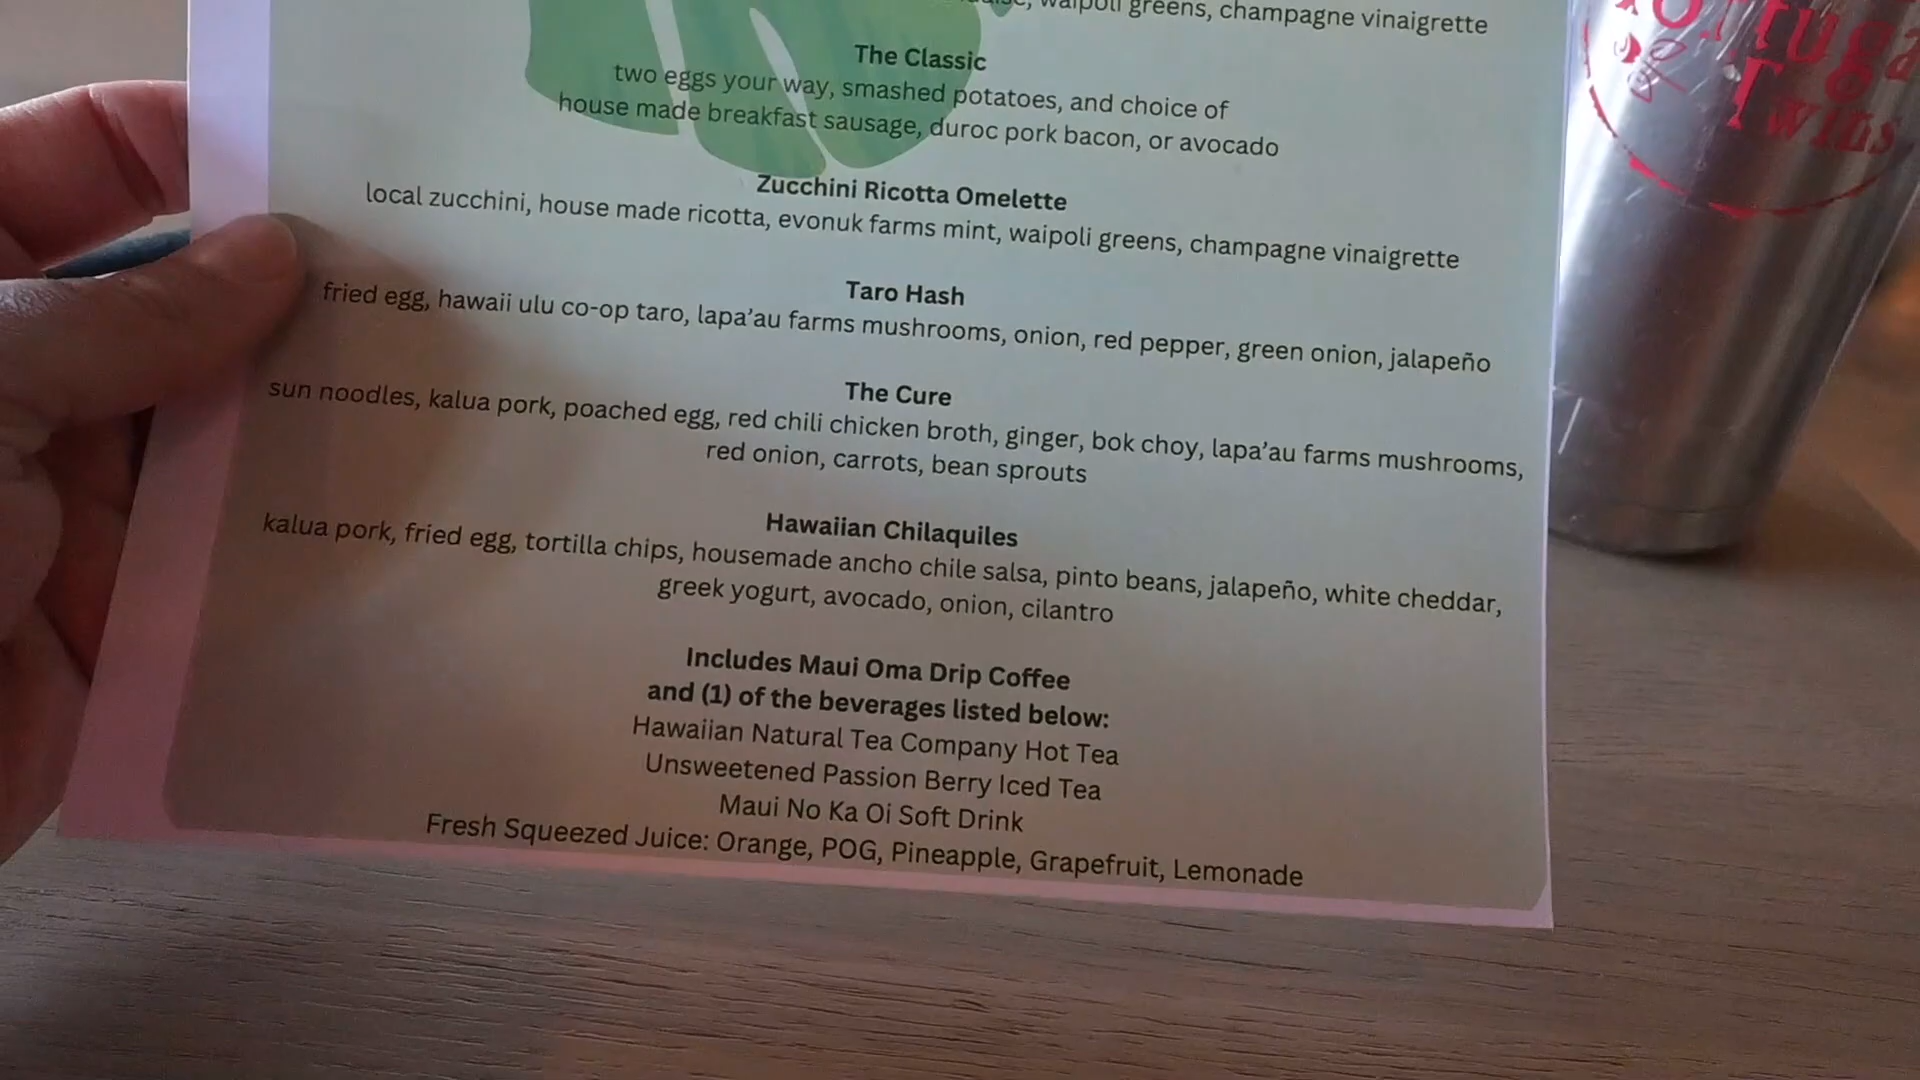 waipoli greens, champagne vinaigrette
The Classic
two eggs your way, smashed potatoes, and choice of
house made breakfast sausage, duroc pork bacon, or avocado
Zucchini Ricotta Omelette
local zucchini, house made ricotta, evonuk farms mint, waipoli greens, champagne vinaigrette
Taro Hash
fried egg, hawaii ulu co-op taro, lapa’au farms mushrooms, onion, red pepper, green onion, jalapeño
The Cure
sun noodles, kalua pork, poached egg, red chili chicken broth, ginger, bok choy, lapa’au farms mushrooms,
red onion, carrots, bean sprouts
Hawaiian Chilaquiles
kalua pork, fried egg, tortilla chips, housemade ancho chile salsa, pinto beans, jalapeño, white cheddar,
greek yogurt, avocado, onion, cilantro
Includes Maui Oma Drip Coffee
and (1) of the beverages listed below:
Hawaiian Natural Tea Company Hot Tea
Unsweetened Passion Berry Iced Tea
Maui No Ka Oi Soft Drink
Fresh Squeezed Juice: Orange, POG, Pineapple, Grapefruit, Lemonade
Tortuga
& Twins